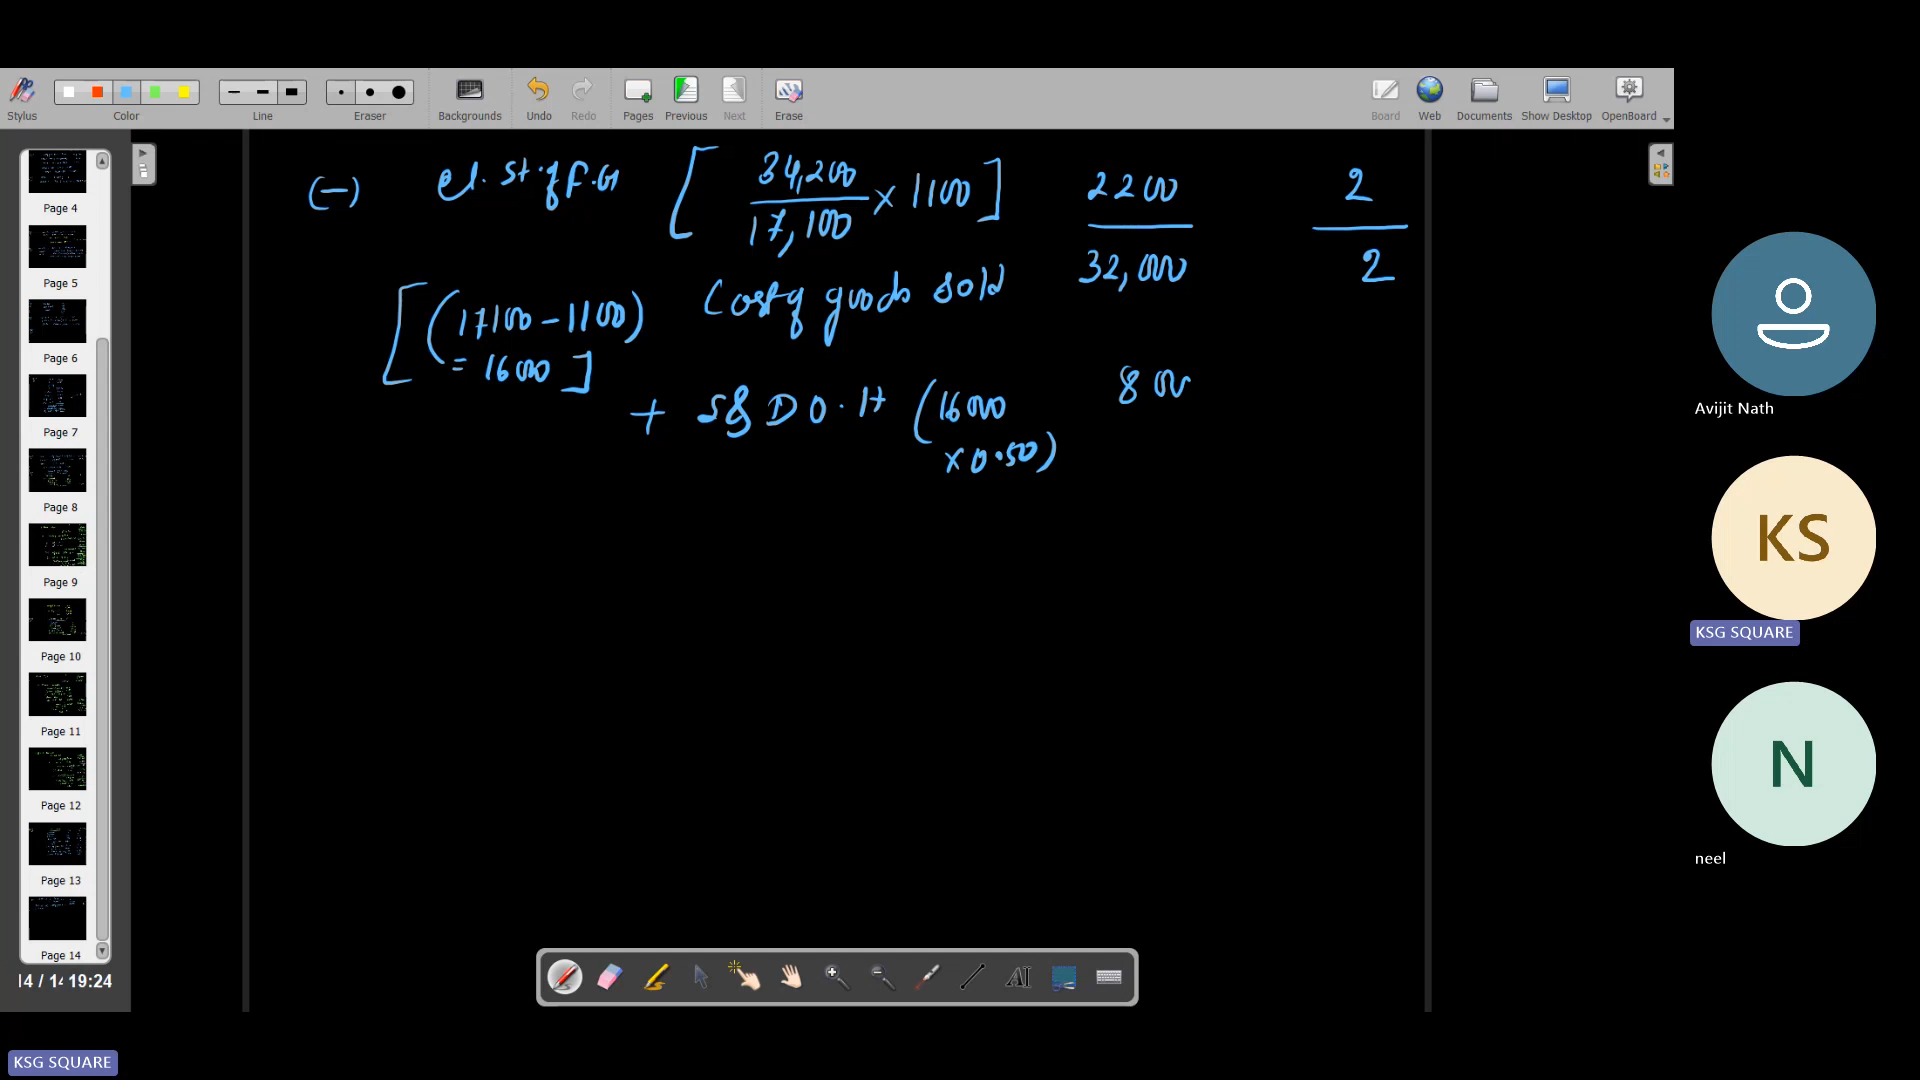 Stylus
Color
Line
Eraser
Backgrounds
Undo
Redo
Pages
Previous
Next
Erase
Board
Web
Documents
Show Desktop
OpenBoard
(-) cl. st. of F.G [ 34,200 / 17,100 × 1100 ] 2200 2
Cost of goods sold 32,000 2
[ (17100 - 1100)
= 16000 ]
+ S & D O.H (16000 800
× 0.50)
Page 4
Page 5
Page 6
Page 7
Page 8
Page 9
Page 10
Page 11
Page 12
Page 13
Page 14
19:24
AI
Avijit Nath
KS
KSG SQUARE
N
neel
KSG SQUARE